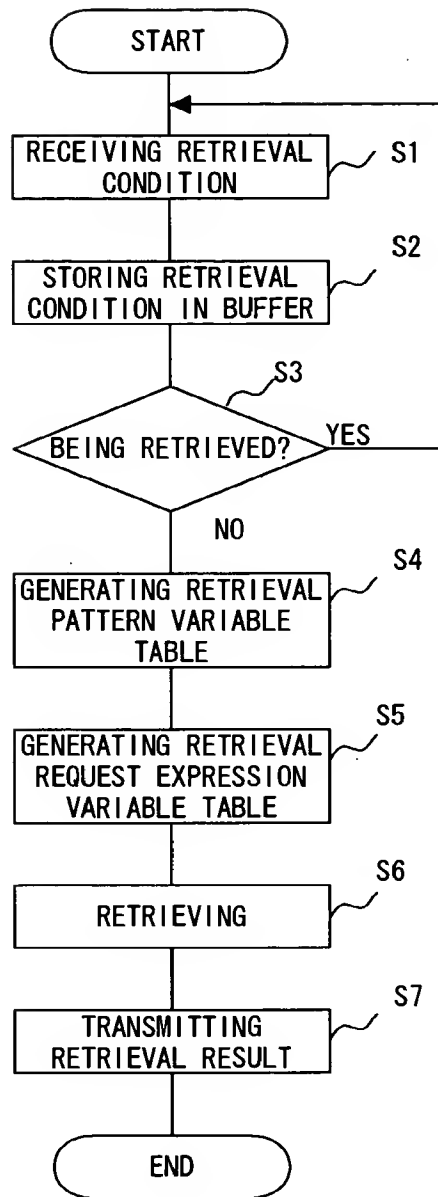 START
RECEIVING RETRIEVAL
CONDITION
S1
STORING RETRIEVAL
CONDITION IN BUFFER
S2
S3
BEING RETRIEVED?
YES
NO
GENERATING RETRIEVAL
PATTERN VARIABLE
TABLE
S4
GENERATING RETRIEVAL
REQUEST EXPRESSION
VARIABLE TABLE
S5
RETRIEVING
S6
TRANSMITTING
RETRIEVAL RESULT
S7
END